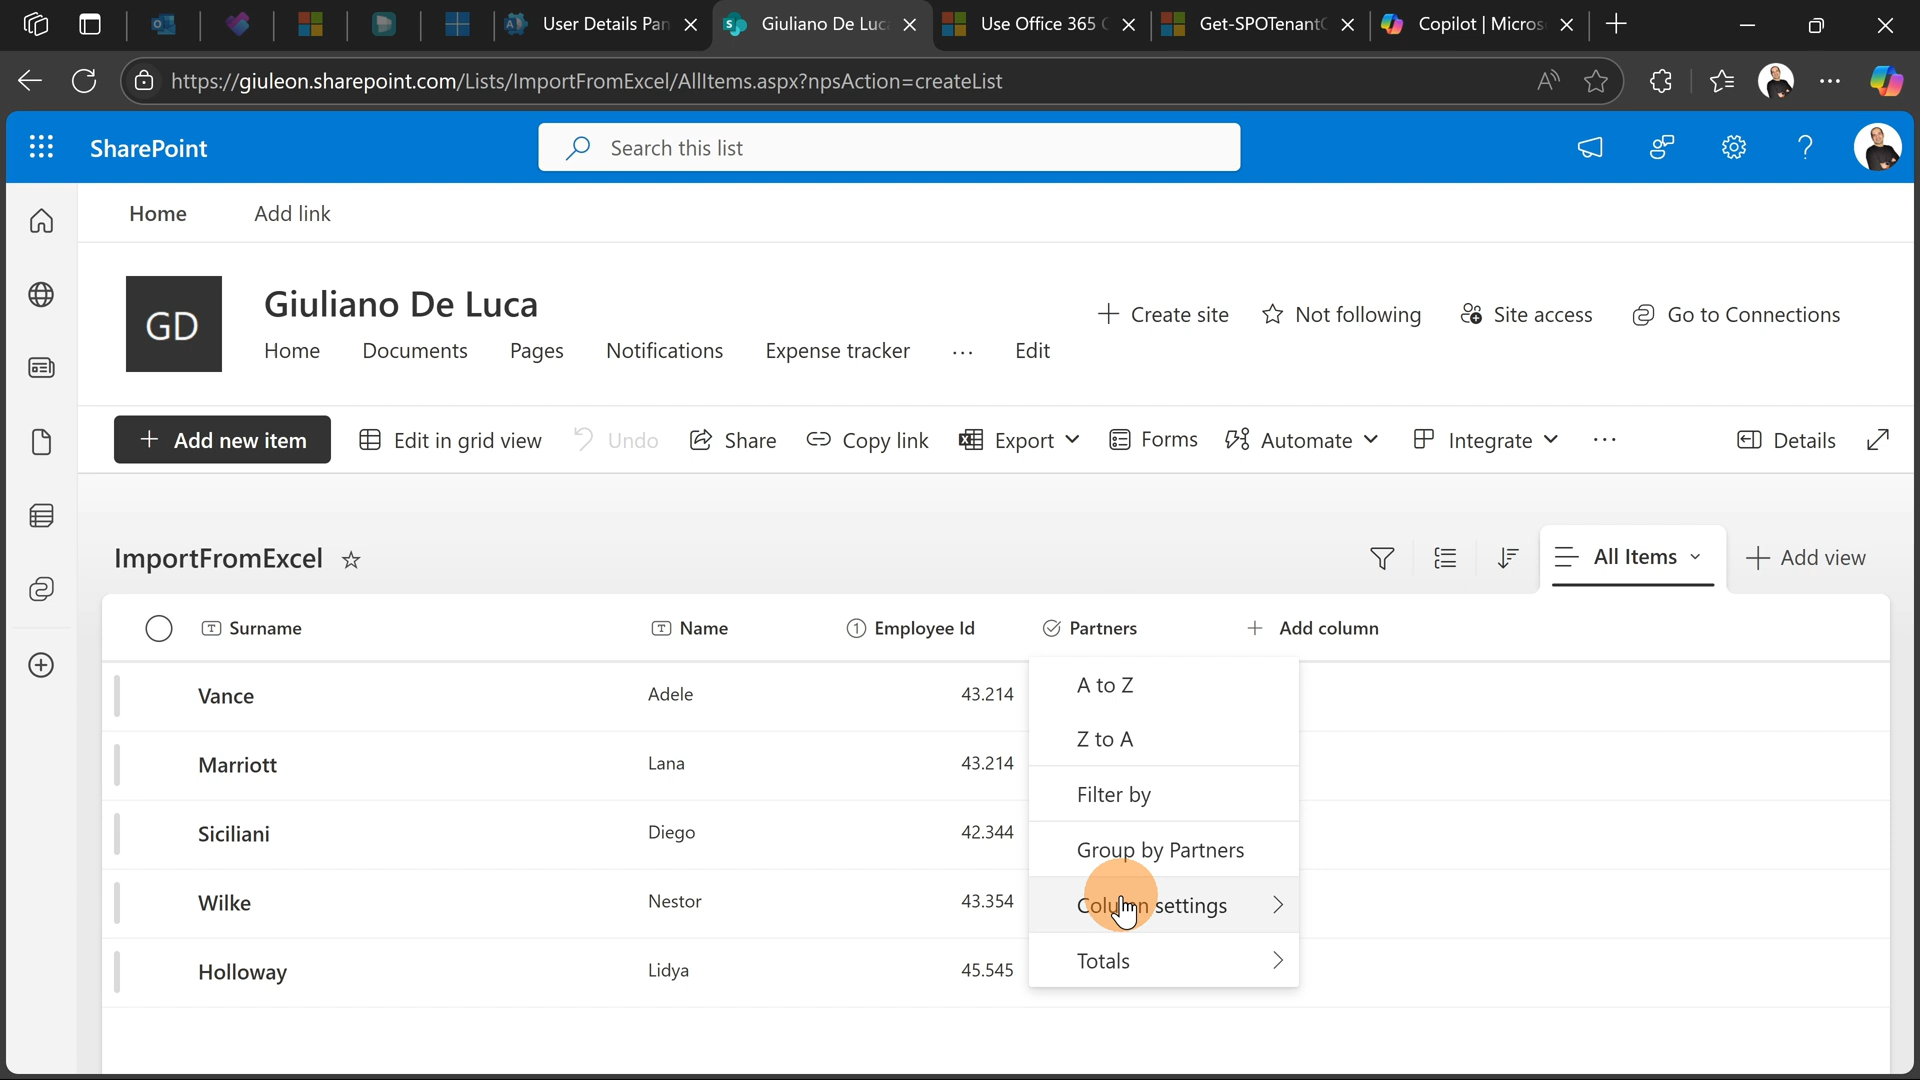 User Details Pan
Giuliano De Luc
Use Office 365 C
Get-SPOTenantC
Copilot | Micros
https://giuleon.sharepoint.com/Lists/ImportFromExcel/AllItems.aspx?npsAction=createList
SharePoint
Search this list
Home Add link
GD
Giuliano De Luca
Create site Not following Site access Go to Connections
Home Documents Pages Notifications Expense tracker ... Edit
Add new item Edit in grid view Undo Share Copy link Export Forms Automate Integrate ... Details
ImportFromExcel
All Items Add view
Surname Name Employee Id Partners Add column
Vance Adele 43.214
Marriott Lana 43.214
Siciliani Diego 42.344
Wilke Nestor 43.354
Holloway Lidya 45.545
A to Z
Z to A
Filter by
Group by Partners
Column settings
Totals